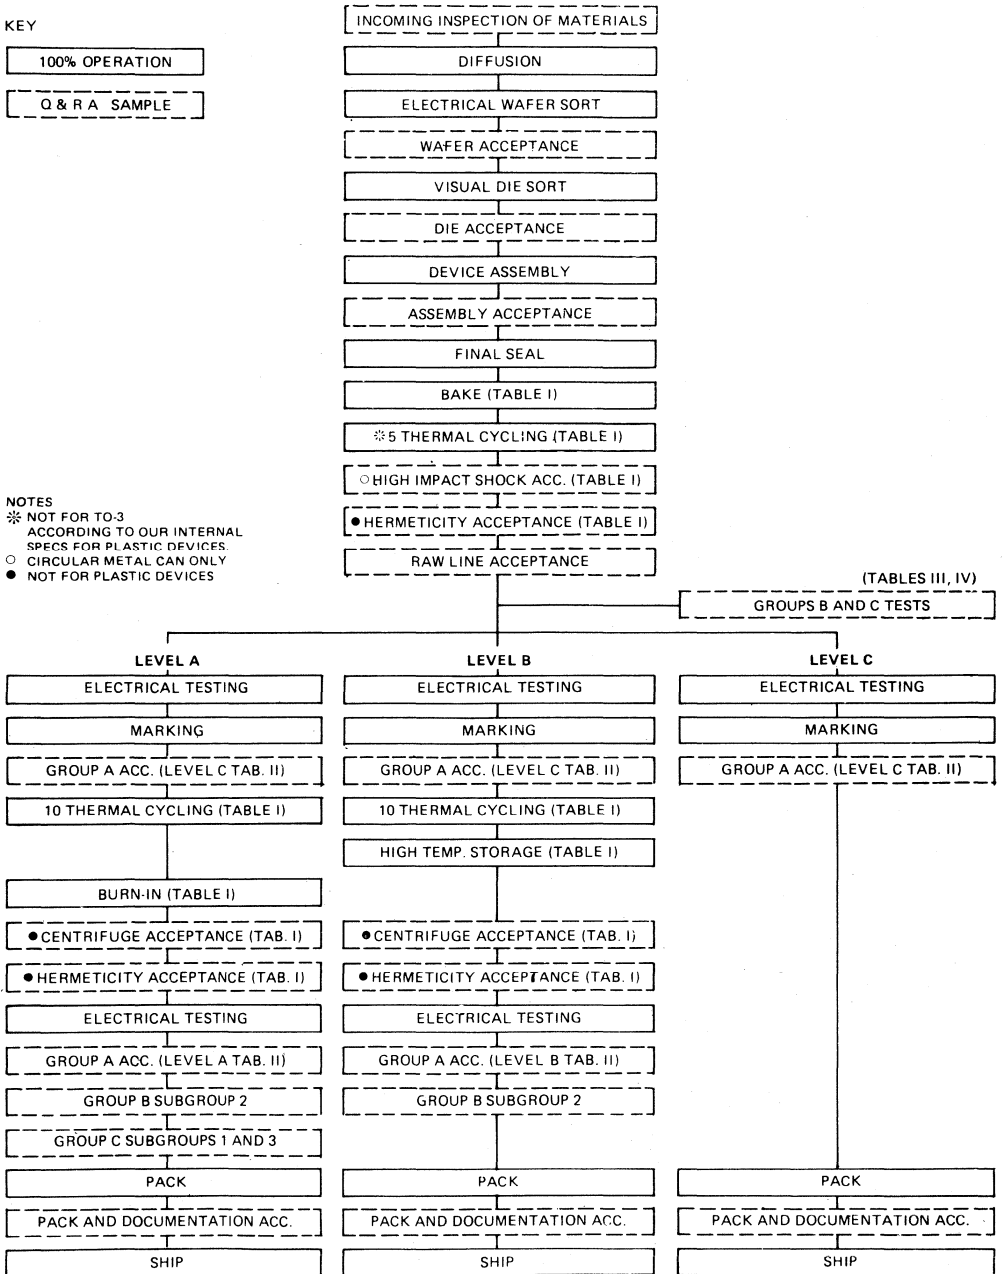 KEY
100% OPERATION
Q & R A SAMPLE
INCOMING INSPECTION OF MATERIALS
DIFFUSION
ELECTRICAL WAFER SORT
WAFER ACCEPTANCE
VISUAL DIE SORT
DIE ACCEPTANCE
DEVICE ASSEMBLY
ASSEMBLY ACCEPTANCE
FINAL SEAL
BAKE (TABLE I)
※5 THERMAL CYCLING (TABLE I)
○ HIGH IMPACT SHOCK ACC. (TABLE I)
● HERMETICITY ACCEPTANCE (TABLE I)
RAW LINE ACCEPTANCE
NOTES
※ NOT FOR TO-3
ACCORDING TO OUR INTERNAL
SPECS FOR PLASTIC DEVICES.
○ CIRCULAR METAL CAN ONLY
● NOT FOR PLASTIC DEVICES
(TABLES III, IV)
GROUPS B AND C TESTS
LEVEL A
ELECTRICAL TESTING
MARKING
GROUP A ACC. (LEVEL C TAB. II)
10 THERMAL CYCLING (TABLE I)
BURN-IN (TABLE I)
● CENTRIFUGE ACCEPTANCE (TAB. I)
● HERMETICITY ACCEPTANCE (TAB. I)
ELECTRICAL TESTING
GROUP A ACC. (LEVEL A TAB. II)
GROUP B SUBGROUP 2
GROUP C SUBGROUPS 1 AND 3
PACK
PACK AND DOCUMENTATION ACC.
SHIP
LEVEL B
ELECTRICAL TESTING
MARKING
GROUP A ACC. (LEVEL C TAB. II)
10 THERMAL CYCLING (TABLE I)
HIGH TEMP. STORAGE (TABLE I)
● CENTRIFUGE ACCEPTANCE (TAB. I)
● HERMETICITY ACCEPTANCE (TAB. I)
ELECTRICAL TESTING
GROUP A ACC. (LEVEL B TAB. II)
GROUP B SUBGROUP 2
PACK
PACK AND DOCUMENTATION ACC.
SHIP
LEVEL C
ELECTRICAL TESTING
MARKING
GROUP A ACC. (LEVEL C TAB. II)
PACK
PACK AND DOCUMENTATION ACC.
SHIP